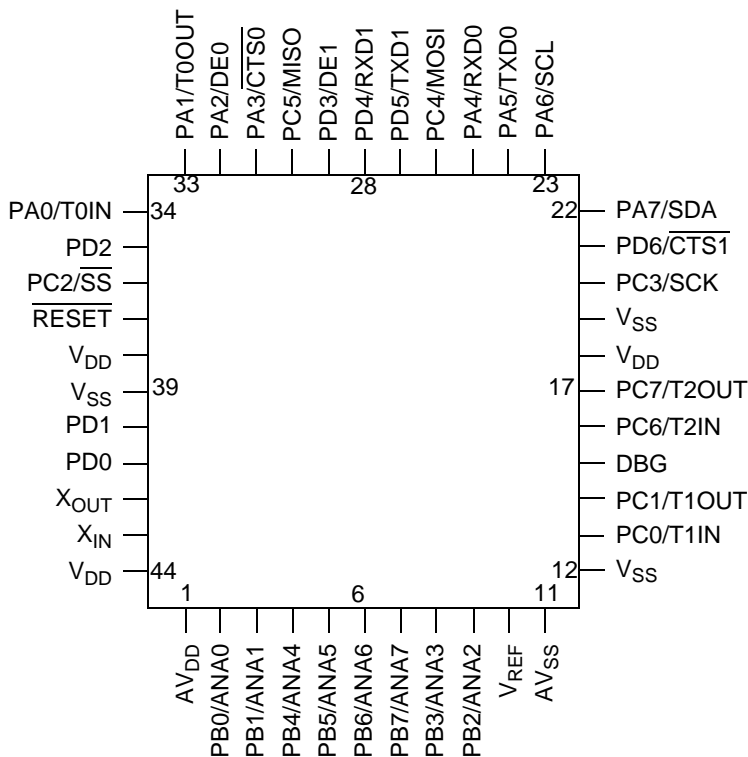 PA1/T0OUT
PA2/DE0
PA3/C̅T̅S̅0̅
PC5/MISO
PD3/DE1
PD4/RXD1
PD5/TXD1
PC4/MOSI
PA4/RXD0
PA5/TXD0
PA6/SCL
33
28
23
PA0/T0IN
34
22
PA7/SDA
PD2
PD6/C̅T̅S̅1̅
PC2/S̅S̅
PC3/SCK
R̅E̅S̅E̅T̅
VSS
VDD
VDD
VSS
39
17
PC7/T2OUT
PD1
PC6/T2IN
PD0
DBG
XOUT
PC1/T1OUT
XIN
PC0/T1IN
VDD
44
12
VSS
1
6
11
AVDD
PB0/ANA0
PB1/ANA1
PB4/ANA4
PB5/ANA5
PB6/ANA6
PB7/ANA7
PB3/ANA3
PB2/ANA2
VREF
AVSS